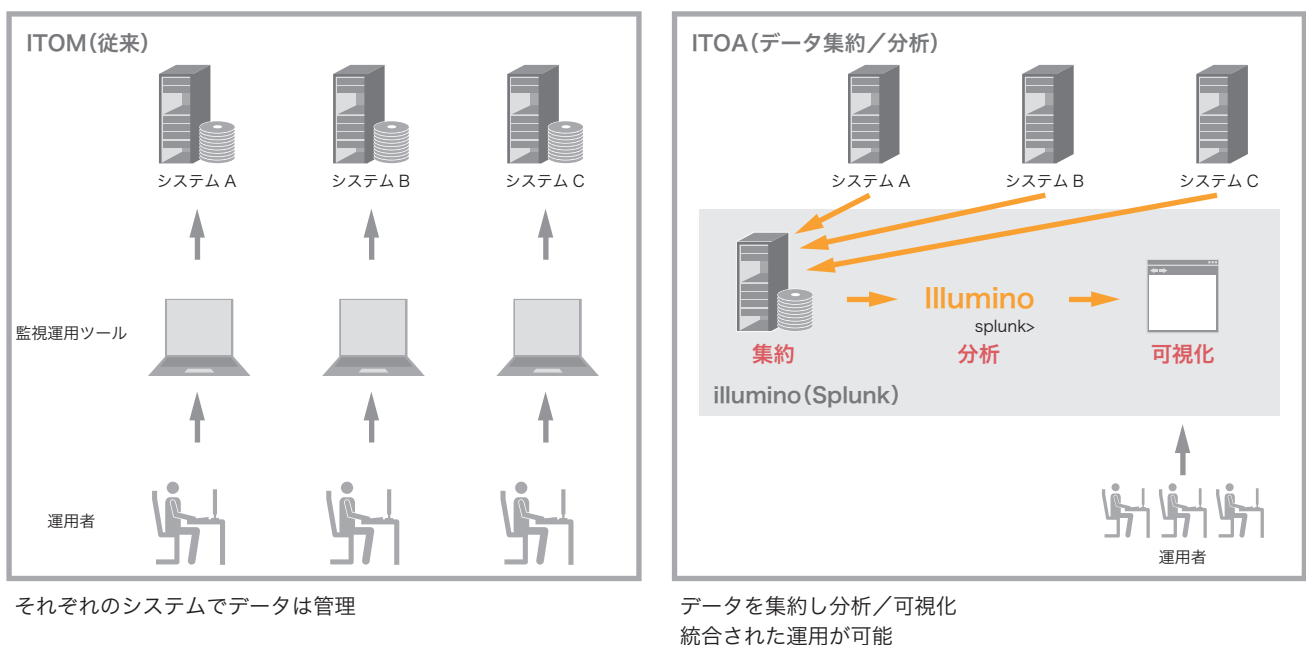 ITOM(従来)
システム A
システム B
システム C
監視運用ツール
運用者
それぞれのシステムでデータは管理
ITOA(データ集約／分析)
システム A
システム B
システム C
Illumino
splunk>
集約
分析
可視化
illumino(Splunk)
運用者
データを集約し分析／可視化
統合された運用が可能